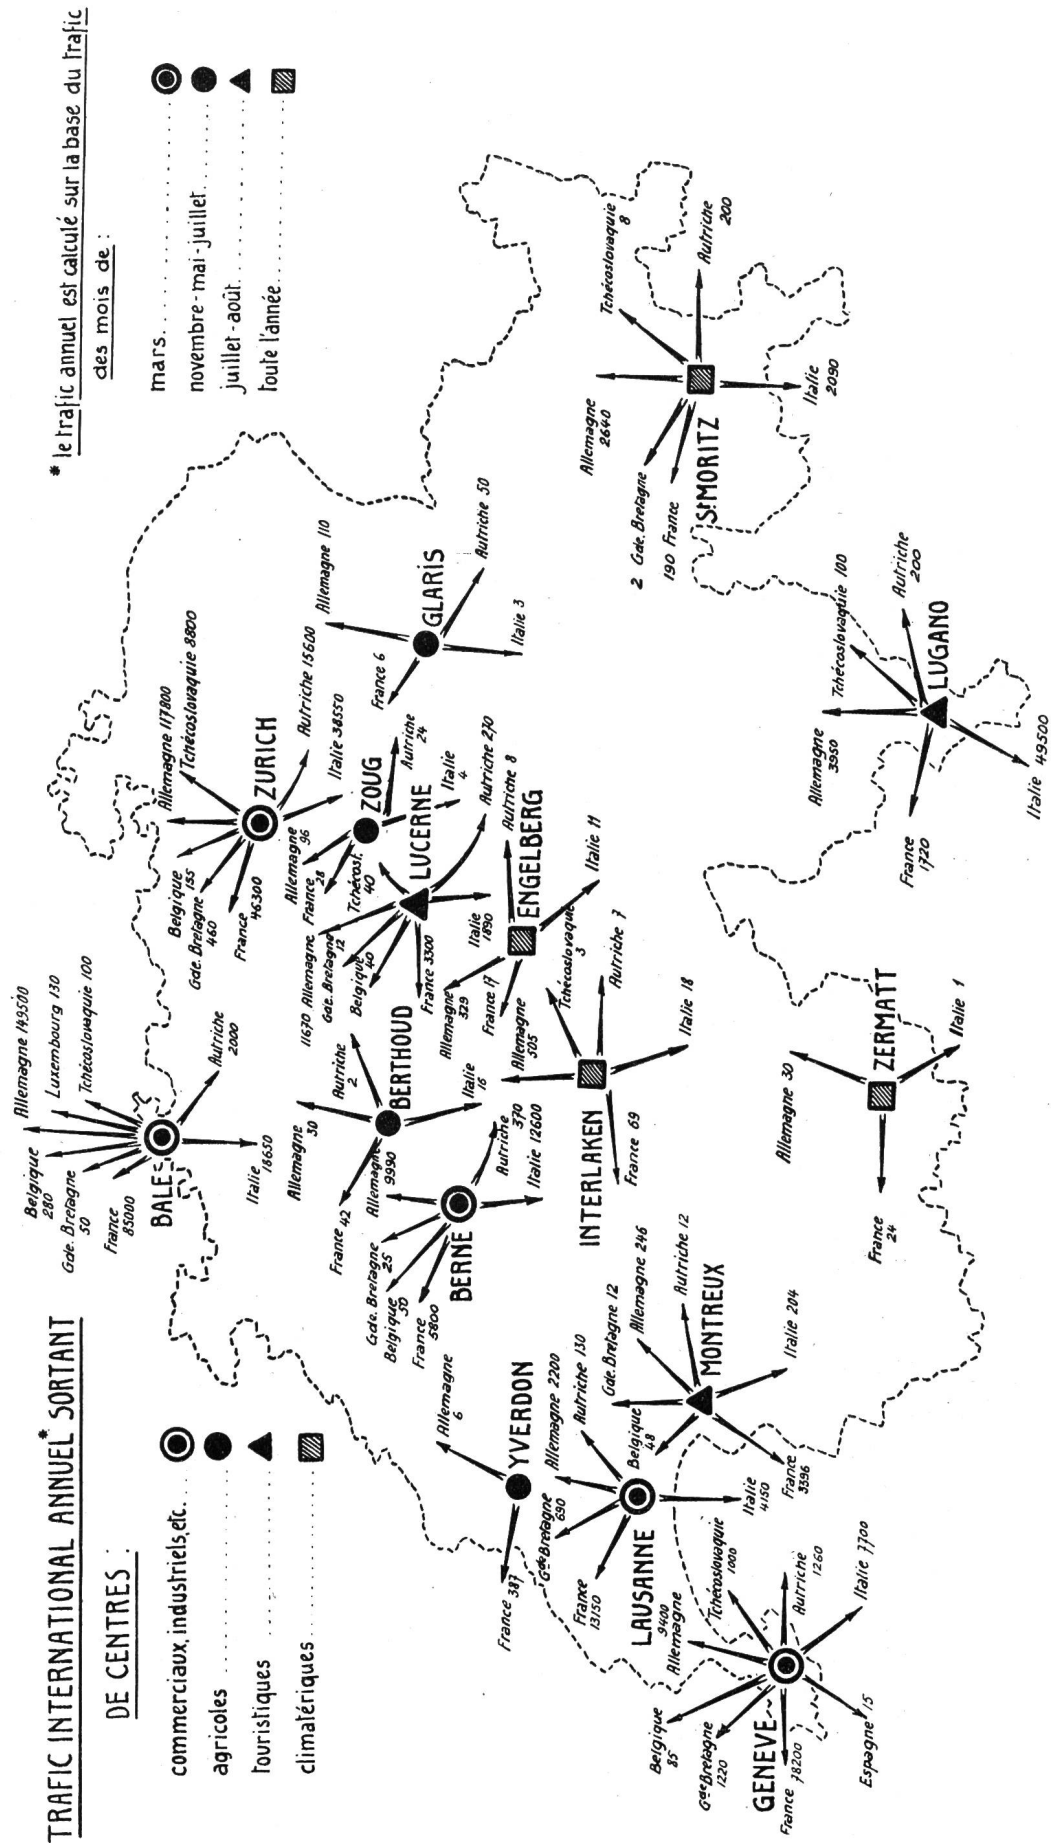 TRAFIC INTERNATIONAL ANNUEL* SORTANT
DE CENTRES :
commerciaux, industriels, etc....
agricoles ..........
touristiques ..........
climatériques ..........
* le trafic annuel est calculé sur la base du trafic
des mois de :
mars..........
novembre-mai-juillet..........
juillet-août..........
toute l'année..........
BALE
Allemagne 149500
Luxembourg 130
Tchécoslovaquie 100
Belgique
280
Gde. Bretagne
50
France
85000
Autriche
2000
Italie
18650
ZURICH
Allemagne 117800
Tchécoslovaquie 8800
Autriche 15600
Italie 38550
Belgique
155
Gde. Bretagne
460
France
46300
GLARIS
Allemagne 110
France 6
Autriche 50
Italie 3
ZOUG
Allemagne
96
France
28
Autriche
24
Italie
4
LUCERNE
Tchécosl.
40
11670 Allemagne
Gde. Bretagne
12
Belgique
40
France 3300
Italie
1890
Autriche 270
ENGELBERG
Autriche 8
Allemagne
329
France 17
Italie 11
BERTHOUD
Autriche
2
Allemagne
30
France 42
Italie
16
BERNE
Allemagne
9990
Gde. Bretagne
25
Belgique
50
France
5800
Autriche
370
Italie 12600
INTERLAKEN
Allemagne
505
Tchécoslovaquie
3
Autriche 7
Italie 18
France 69
St MORITZ
Tchécoslovaquie
8
Autriche
200
Allemagne
2640
2 Gde. Bretagne
190 France
Italie
2090
LUGANO
Tchécoslovaquie 100
Autriche
200
Allemagne
3950
France
1720
Italie 49500
ZERMATT
Allemagne 30
France
24
Italie 1
YVERDON
Allemagne
6
France 387
LAUSANNE
Allemagne 2200
Autriche 130
Gde Bretagne
690
France
13150
Italie
4150
MONTREUX
Gde. Bretagne 12
Allemagne 246
Autriche 12
Belgique
48
France
3396
Italie 204
GENEVE
9400
Allemagne
Tchécoslovaquie
1000
Autriche
1260
Italie 7700
Belgique
85
Gde Bretagne
1220
France 78200
Espagne 15